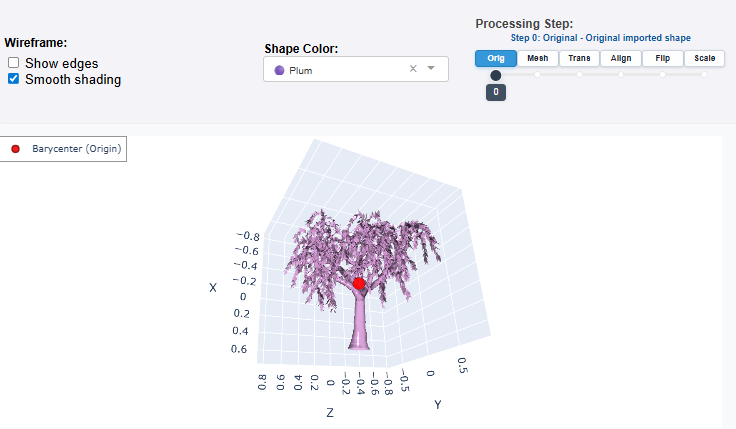 Processing Step:
Step 0: Original - Original imported shape
Wireframe:
Shape Color:
Orig Mesh Trans Align Flip Scale
Show edges
Plum
×
Smooth shading
0
Barycenter (Origin)
−0.8
−0.6
−0.4
−0.2
X
0
0.2
0.4
0.6
0.8 0.6 0.4 0.2 0 −0.2 −0.4 −0.6 −0.8
Z
−0.5 0 0.5
Y